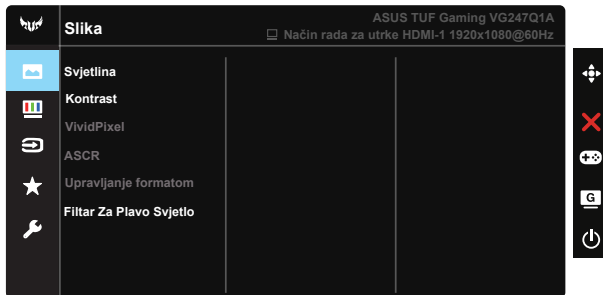 Slika
ASUS TUF Gaming VG247Q1A
Način rada za utrke HDMI-1 1920x1080@60Hz
Svjetlina
Kontrast
VividPixel
ASCR
Upravljanje formatom
Filtar Za Plavo Svjetlo
G